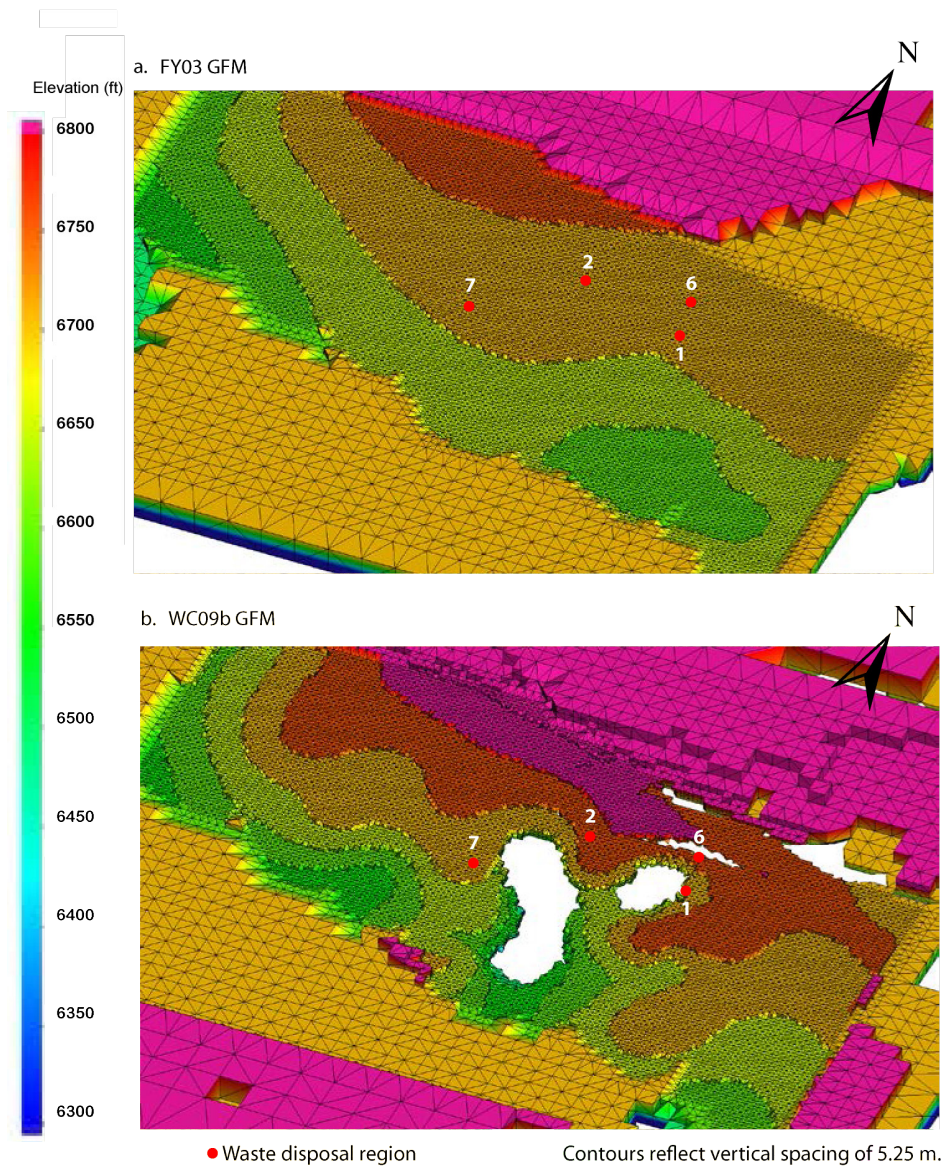 a. FY03 GFM
N
Elevation (ft)
6800
6750
6700
6650
6600
6550
6500
6450
6400
6350
6300
2
7
6
1
b. WC09b GFM
N
2
7
6
1
Waste disposal region
Contours reflect vertical spacing of 5.25 m.